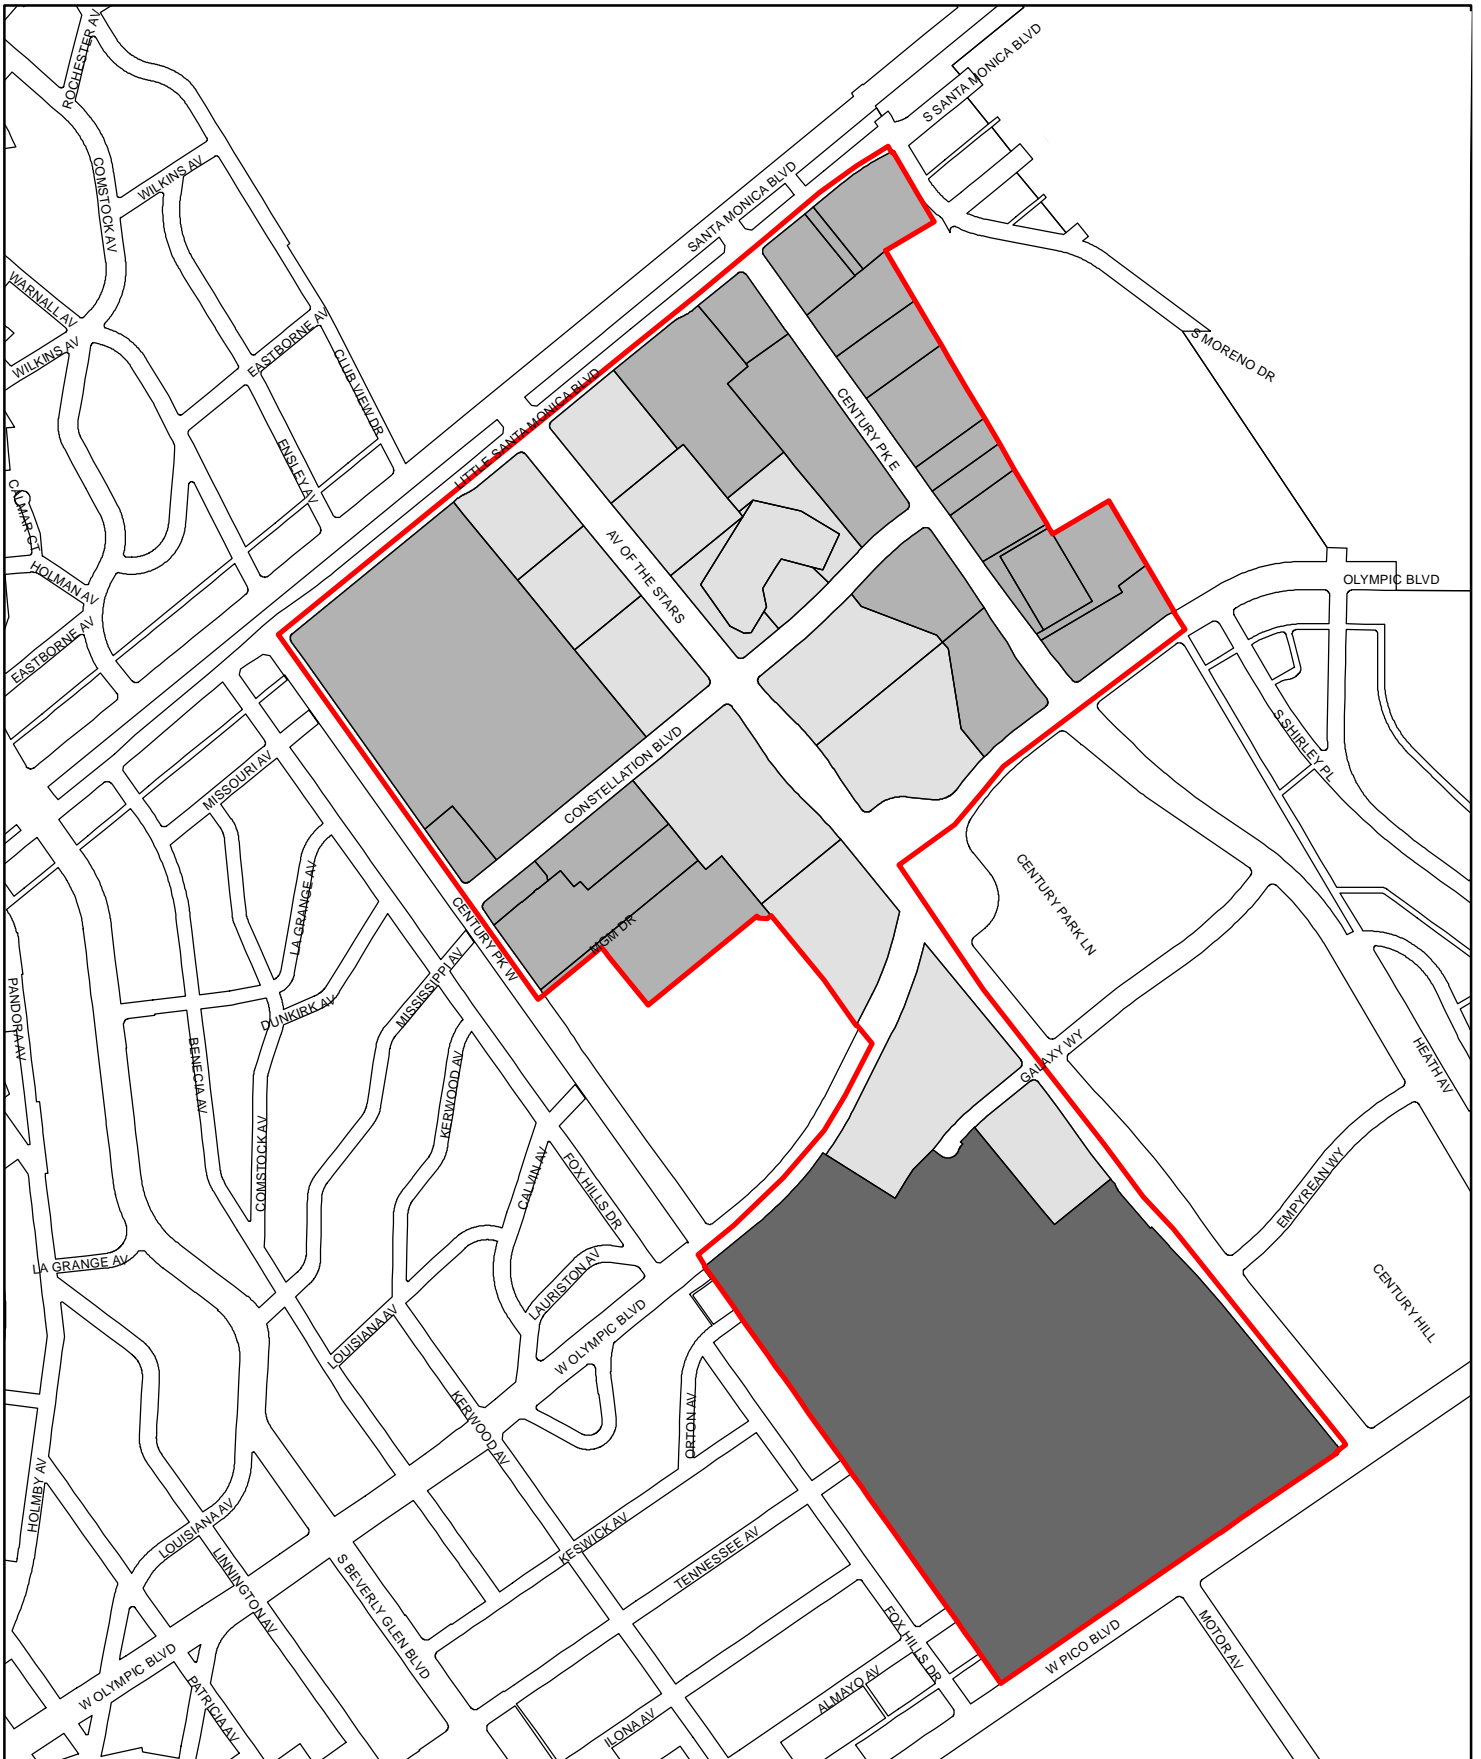 ROCHESTER AV
S SANTA MONICA BLVD
COMSTOCK AV
WILKINS AV
SANTA MONICA BLVD
WARNALL AV
WILKINS AV
EASTBORNE AV
CLUB VIEW DR
S MORENO DR
LITTLE SANTA MONICA BLVD
CENTURY PK E
ENSLEY AV
CALMAR CT
AV OF THE STARS
HOLMAN AV
OLYMPIC BLVD
EASTBORNE AV
S SHIRLEY PL
MISSOURI AV
CONSTELLATION BLVD
CENTURY PARK LN
LA GRANGE AV
CENTURY PK W
MGM DR
MISSISSIPPI AV
PANDORA AV
DUNKIRK AV
BENECIA AV
KERWOOD AV
GALAXY WY
HEATH AV
COMSTOCK AV
CALVIN AV
FOX HILLS DR
EMPYREAN WY
LA GRANGE AV
LAURISTON AV
CENTURY HILL
LOUISIANA AV
W OLYMPIC BLVD
KERWOOD AV
ORTON AV
HOLMBY AV
LOUISIANA AV
KESWICK AV
TENNESSEE AV
LINNINGTON AV
S BEVERLY GLEN BLVD
FOX HILLS DR
MOTOR AV
W PICO BLVD
W OLYMPIC BLVD
PATRICIA AV
ALMAYO AV
ILONA AV